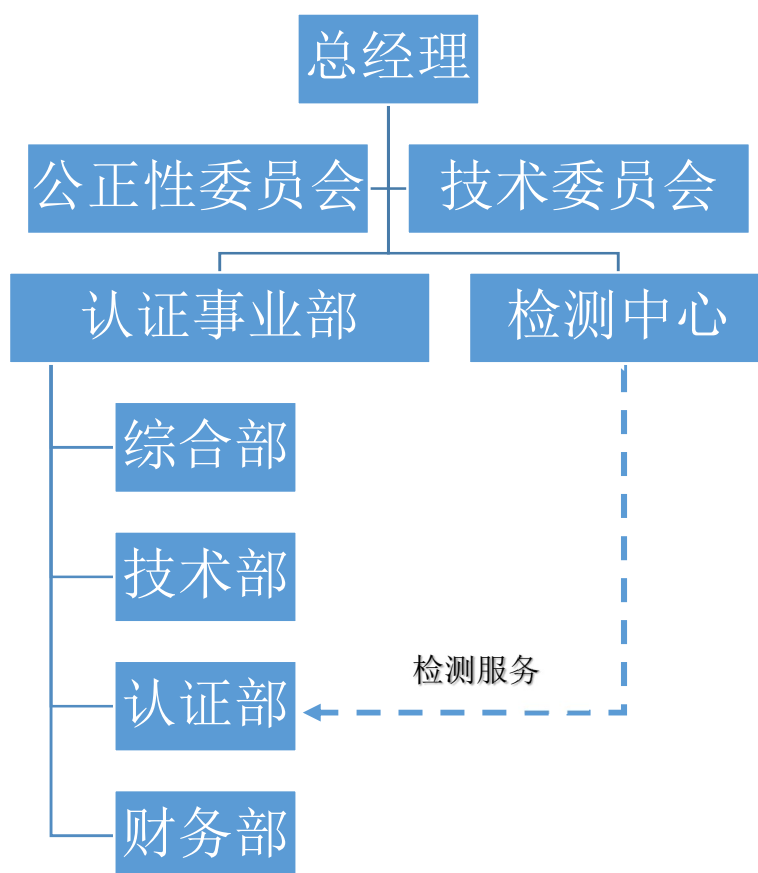 总经理
公正性委员会
技术委员会
认证事业部
检测中心
综合部
技术部
检测服务
认证部
财务部